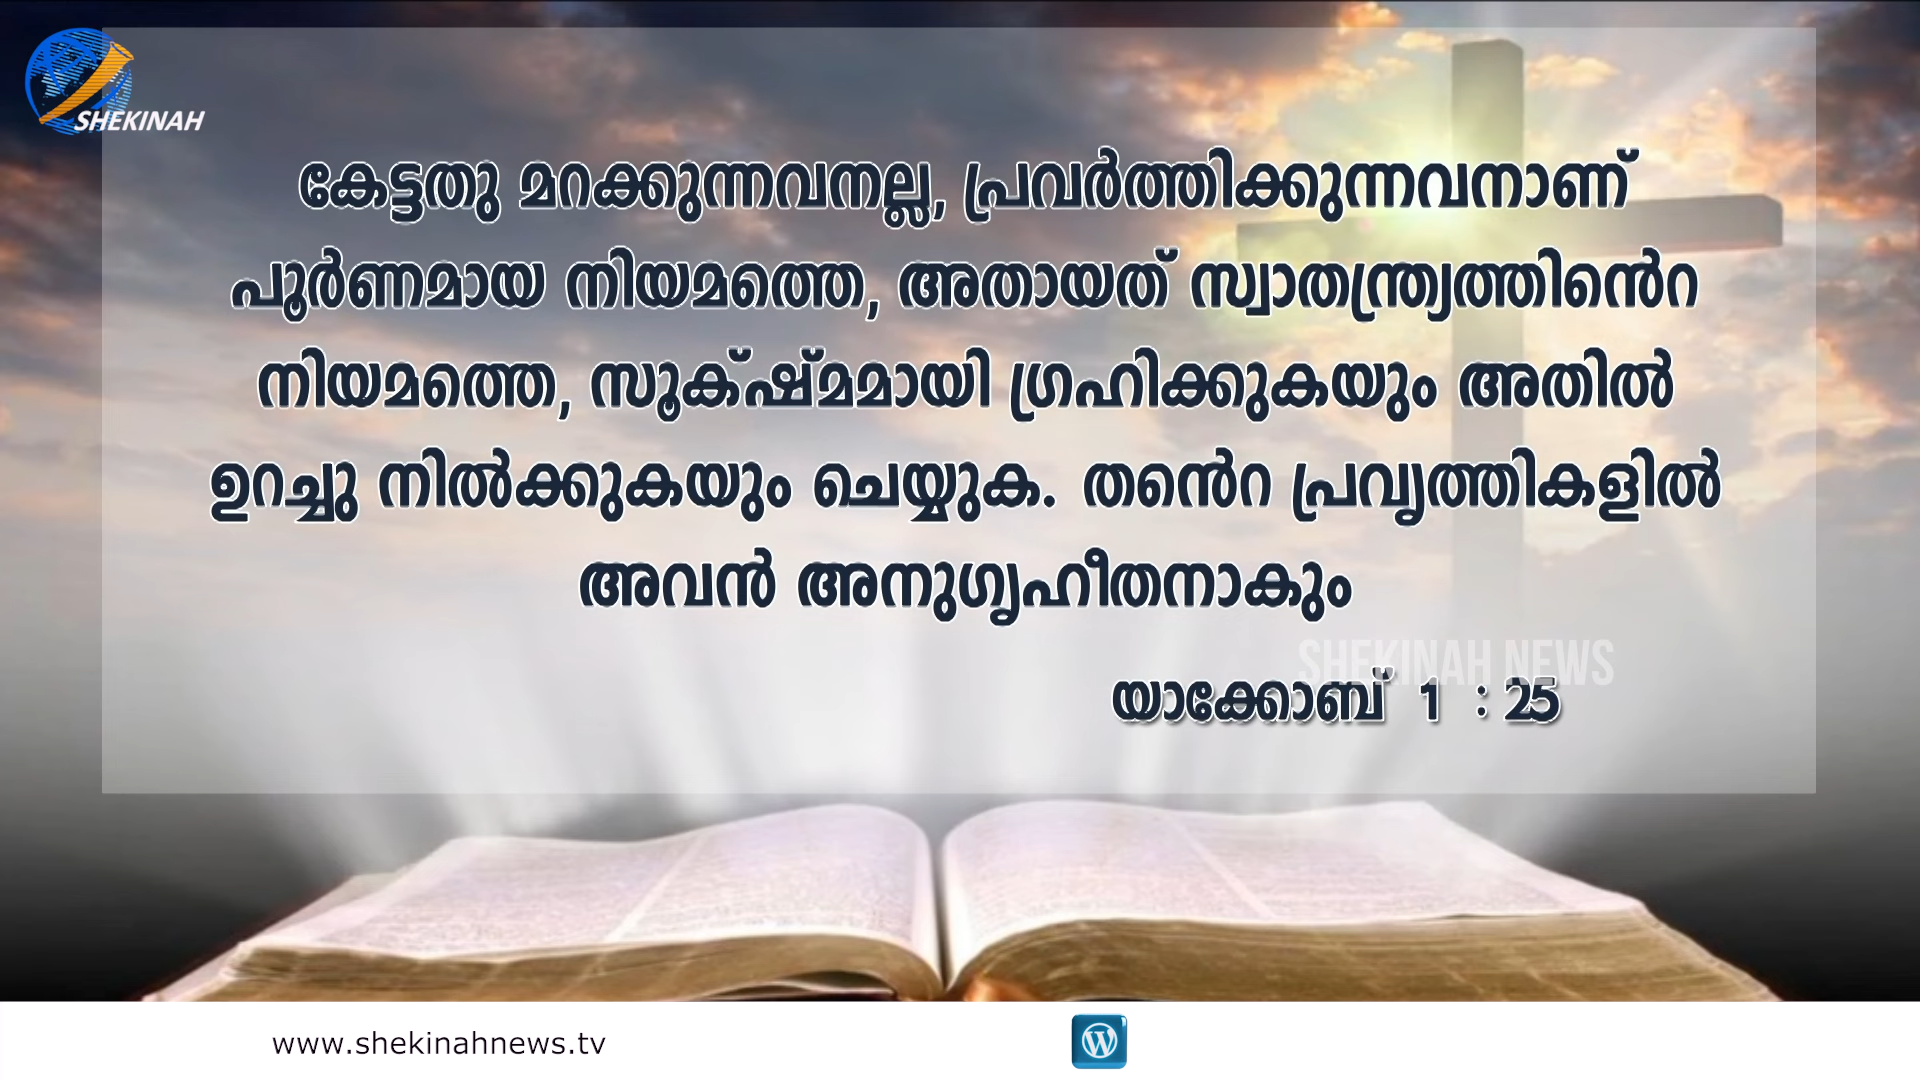 SHEKINAH
കേട്ടതു മറക്കുന്നവനല്ല, പ്രവർത്തിക്കുന്നവനാണ്
പൂർണമായ നിയമത്തെ, അതായത് സ്വാതന്ത്ര്യത്തിൻെറ
നിയമത്തെ, സൂക്ഷ്മമായി ഗ്രഹിക്കുകയും അതിൽ
ഉറച്ചു നിൽക്കുകയും ചെയ്യുക. തൻെറ പ്രവൃത്തികളിൽ
അവൻ അനുഗൃഹീതനാകും
SHEKINAH NEWS
യാക്കോബ് 1 : 25
www.shekinahnews.tv